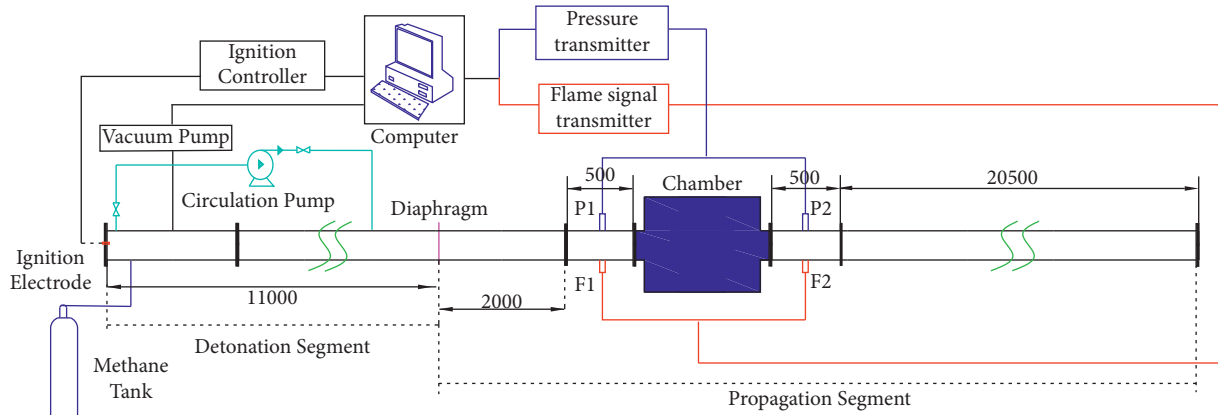 Pressure
transmitter
Ignition
Controller
Flame signal
transmitter
Computer
Vacuum Pump
Circulation Pump
Diaphragm
500
Chamber
500
20500
P1
P2
Ignition
Electrode
F1
F2
11000
2000
Detonation Segment
Methane
Tank
Propagation Segment